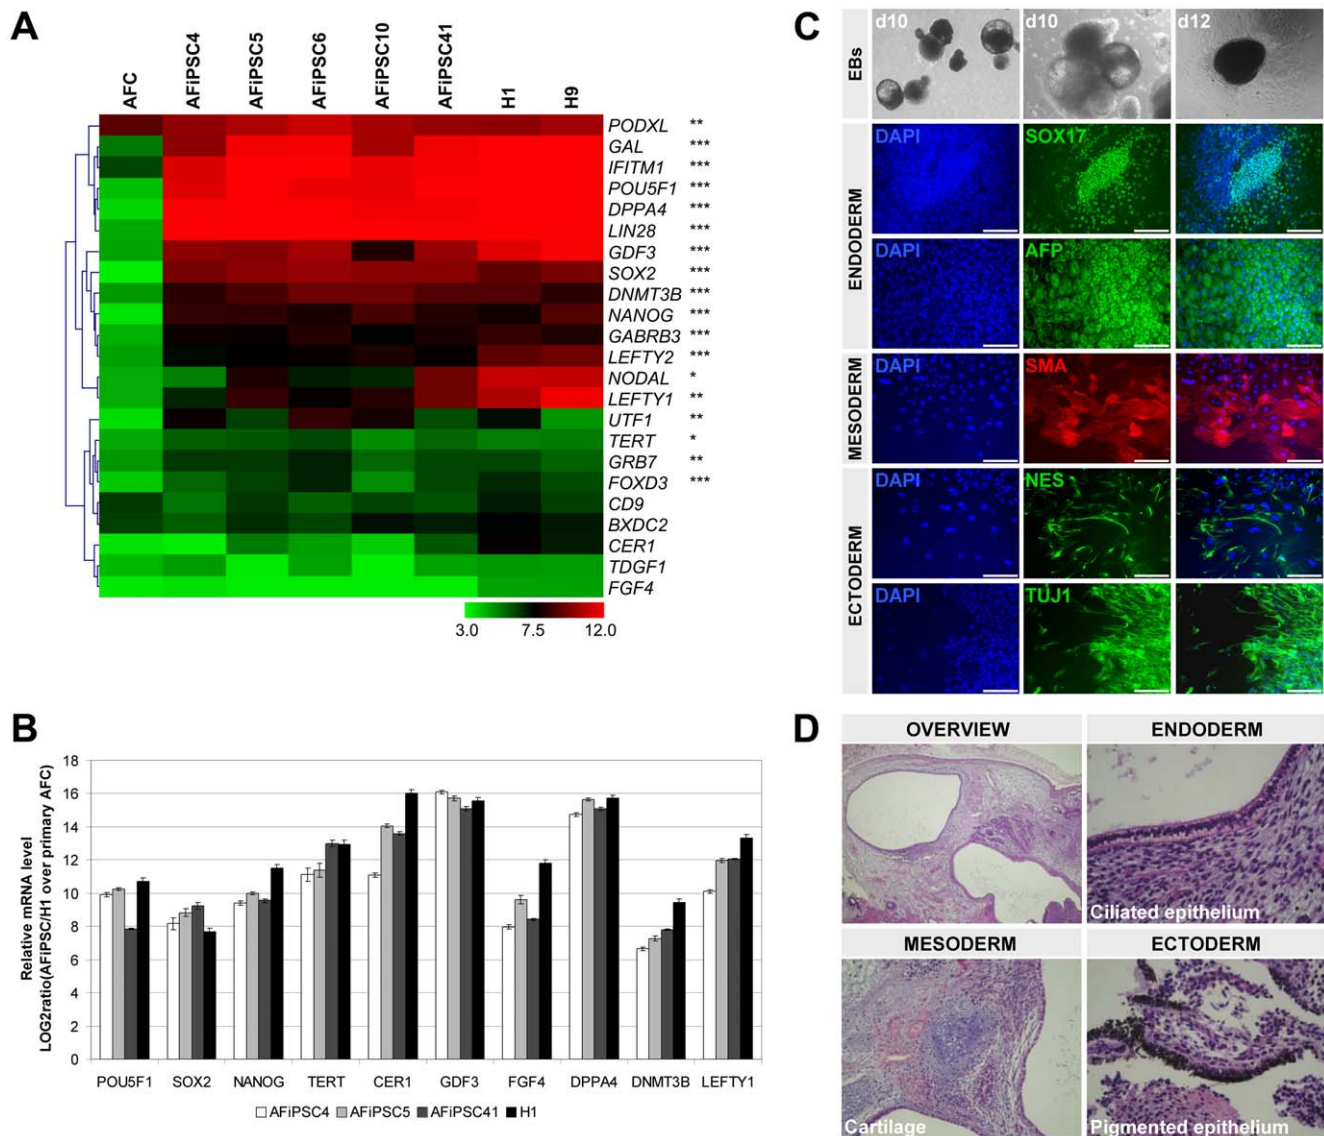 A
AFC
AFiPSC4
AFiPSC5
AFiPSC6
AFiPSC10
AFiPSC41
H1
H9
PODXL **
GAL ***
IFITM1 ***
POU5F1 ***
DPPA4 ***
LIN28 ***
GDF3 ***
SOX2 ***
DNMT3B ***
NANOG ***
GABRB3 ***
LEFTY2 ***
NODAL *
LEFTY1 **
UTF1 **
TERT *
GRB7 **
FOXD3 ***
CD9
BXDC2
CER1
TDGF1
FGF4
3.0 7.5 12.0
B
Relative mRNA level
LOG2ratio(AFiPSC/H1 over primary AFC)
18
16
14
12
10
8
6
4
2
0
POU5F1 SOX2 NANOG TERT CER1 GDF3 FGF4 DPPA4 DNMT3B LEFTY1
AFiPSC4 AFiPSC5 AFiPSC41 H1
C
EBs
d10 d10 d12
ENDODERM
DAPI SOX17
DAPI AFP
MESODERM
DAPI SMA
ECTODERM
DAPI NES
DAPI TUJ1
D
OVERVIEW ENDODERM
Ciliated epithelium
MESODERM ECTODERM
Cartilage Pigmented epithelium